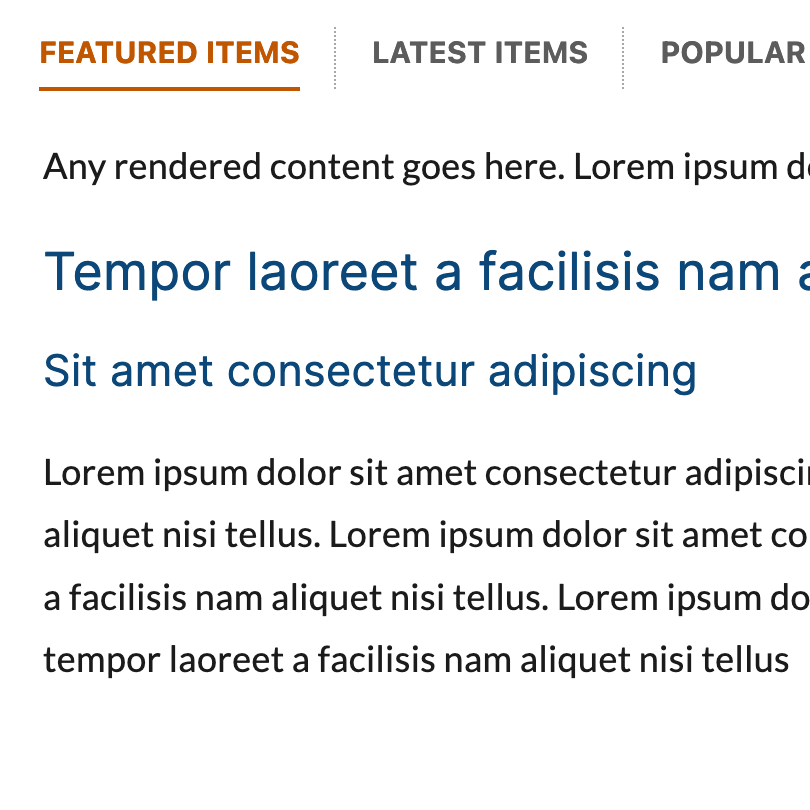 FEATURED ITEMS LATEST ITEMS POPULAR
Any rendered content goes here. Lorem ipsum
Tempor laoreet a facilisis nam a
Sit amet consectetur adipiscing
Lorem ipsum dolor sit amet consectetur
aliquet nisi tellus. Lorem ipsum dolor sit amet co
a facilisis nam aliquet nisi tellus. Lorem ipsum do
tempor laoreet a facilisis nam aliquet nisi tellus